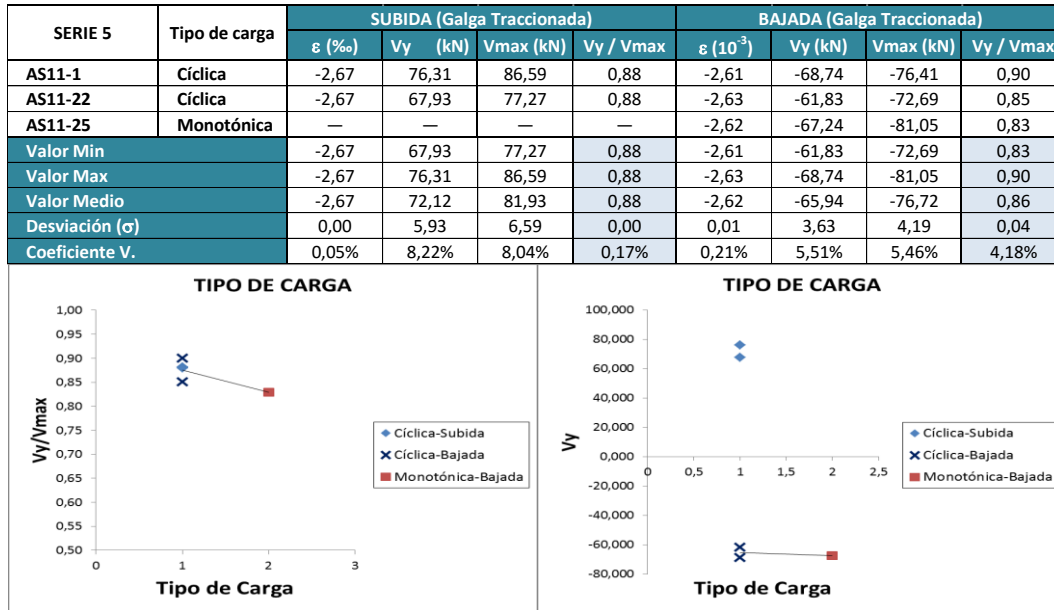 SERIE 5 Tipo de carga SUBIDA (Galga Traccionada) BAJADA (Galga Traccionada)
ε (‰) Vy (kN) Vmax (kN) Vy / Vmax ε (10⁻³) Vy (kN) Vmax (kN) Vy / Vmax
AS11-1 Cíclica -2,67 76,31 86,59 0,88 -2,61 -68,74 -76,41 0,90
AS11-22 Cíclica -2,67 67,93 77,27 0,88 -2,63 -61,83 -72,69 0,85
AS11-25 Monotónica — — — — -2,62 -67,24 -81,05 0,83
Valor Min -2,67 67,93 77,27 0,88 -2,61 -61,83 -72,69 0,83
Valor Max -2,67 76,31 86,59 0,88 -2,63 -68,74 -81,05 0,90
Valor Medio -2,67 72,12 81,93 0,88 -2,62 -65,94 -76,72 0,86
Desviación (σ) 0,00 5,93 6,59 0,00 0,01 3,63 4,19 0,04
Coeficiente V. 0,05% 8,22% 8,04% 0,17% 0,21% 5,51% 5,46% 4,18%
TIPO DE CARGA
1,00
0,95
0,90
0,85
0,80
0,75
0,70
0,65
0,60
0,55
0,50
Vy/Vmax
0 1 2 3
Tipo de Carga
Cíclica-Subida
Cíclica-Bajada
Monotónica-Bajada
TIPO DE CARGA
100,000
80,000
60,000
40,000
20,000
0,000
-20,000
-40,000
-60,000
-80,000
Vy
0 0,5 1 1,5 2 2,5
Tipo de Carga
Cíclica-Subida
Cíclica-Bajada
Monotónica-Bajada